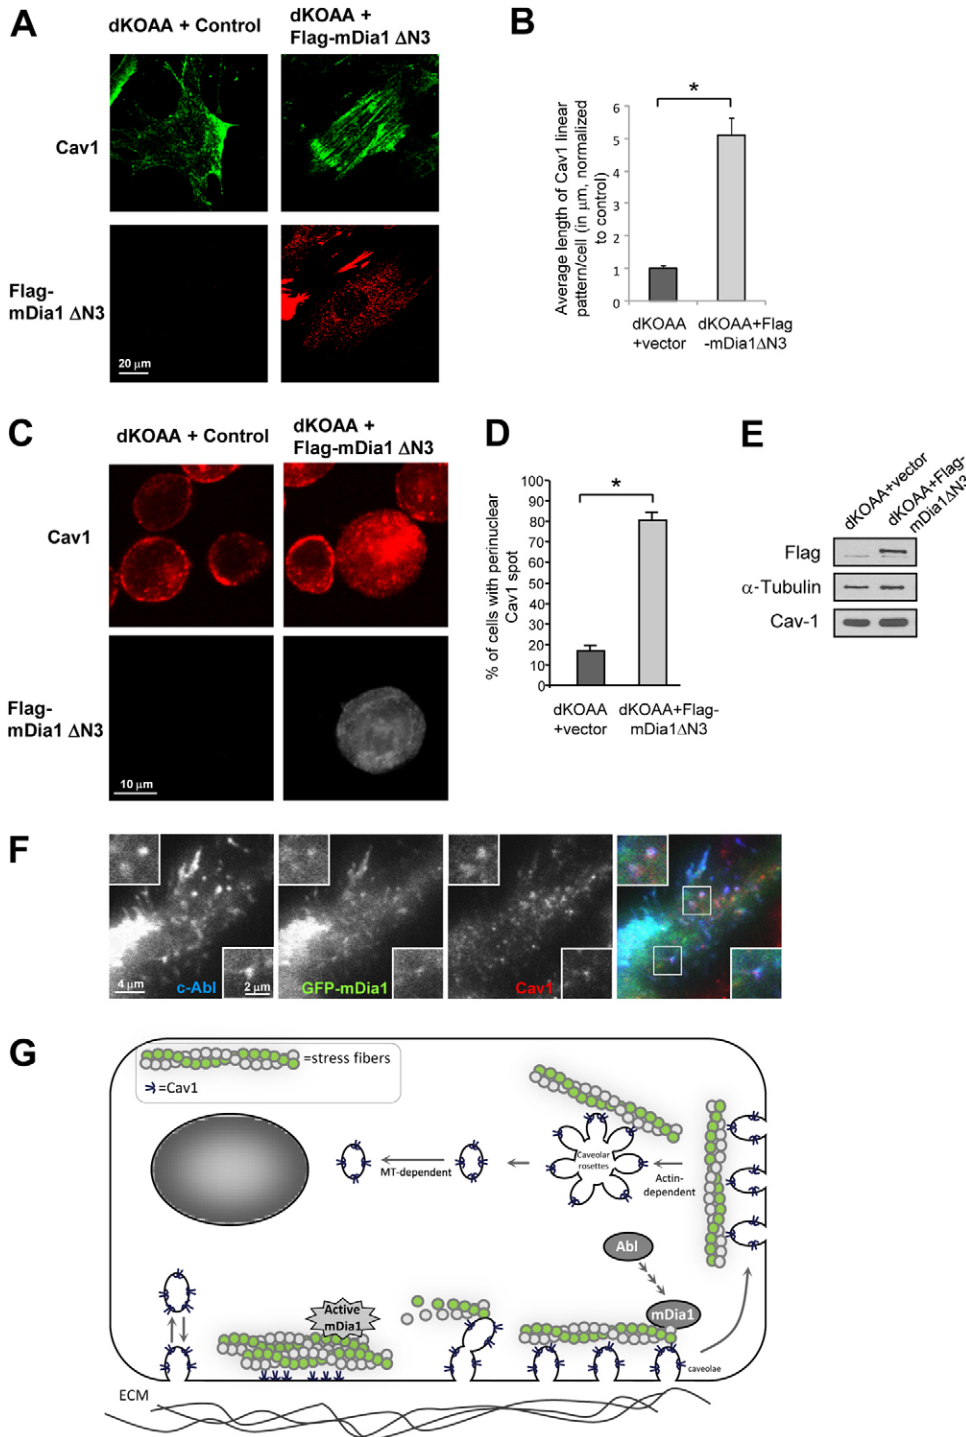 A
dKOAA + Control
dKOAA +
Flag-mDia1 ΔN3
Cav1
Flag-
mDia1 ΔN3
20 μm
B
Average length of Cav1 linear
pattern/cell (in μm, normalized
to control)
6
5
4
3
2
1
0
*
dKOAA
+vector
dKOAA+Flag
-mDia1ΔN3
C
dKOAA + Control
dKOAA +
Flag-mDia1 ΔN3
Cav1
Flag-
mDia1 ΔN3
10 μm
D
% of cells with perinuclear
Cav1 spot
100
90
80
70
60
50
40
30
20
10
0
*
dKOAA
+vector
dKOAA+Flag-
mDia1ΔN3
E
dKOAA+vector
dKOAA+Flag-
mDia1ΔN3
Flag
α-Tubulin
Cav-1
F
4 μm
c-Abl
2 μm
GFP-mDia1
Cav1
G
=stress fibers
=Cav1
MT-dependent
Caveolar
rosettes
Actin-
dependent
Abl
mDia1
Active
mDia1
caveolae
ECM